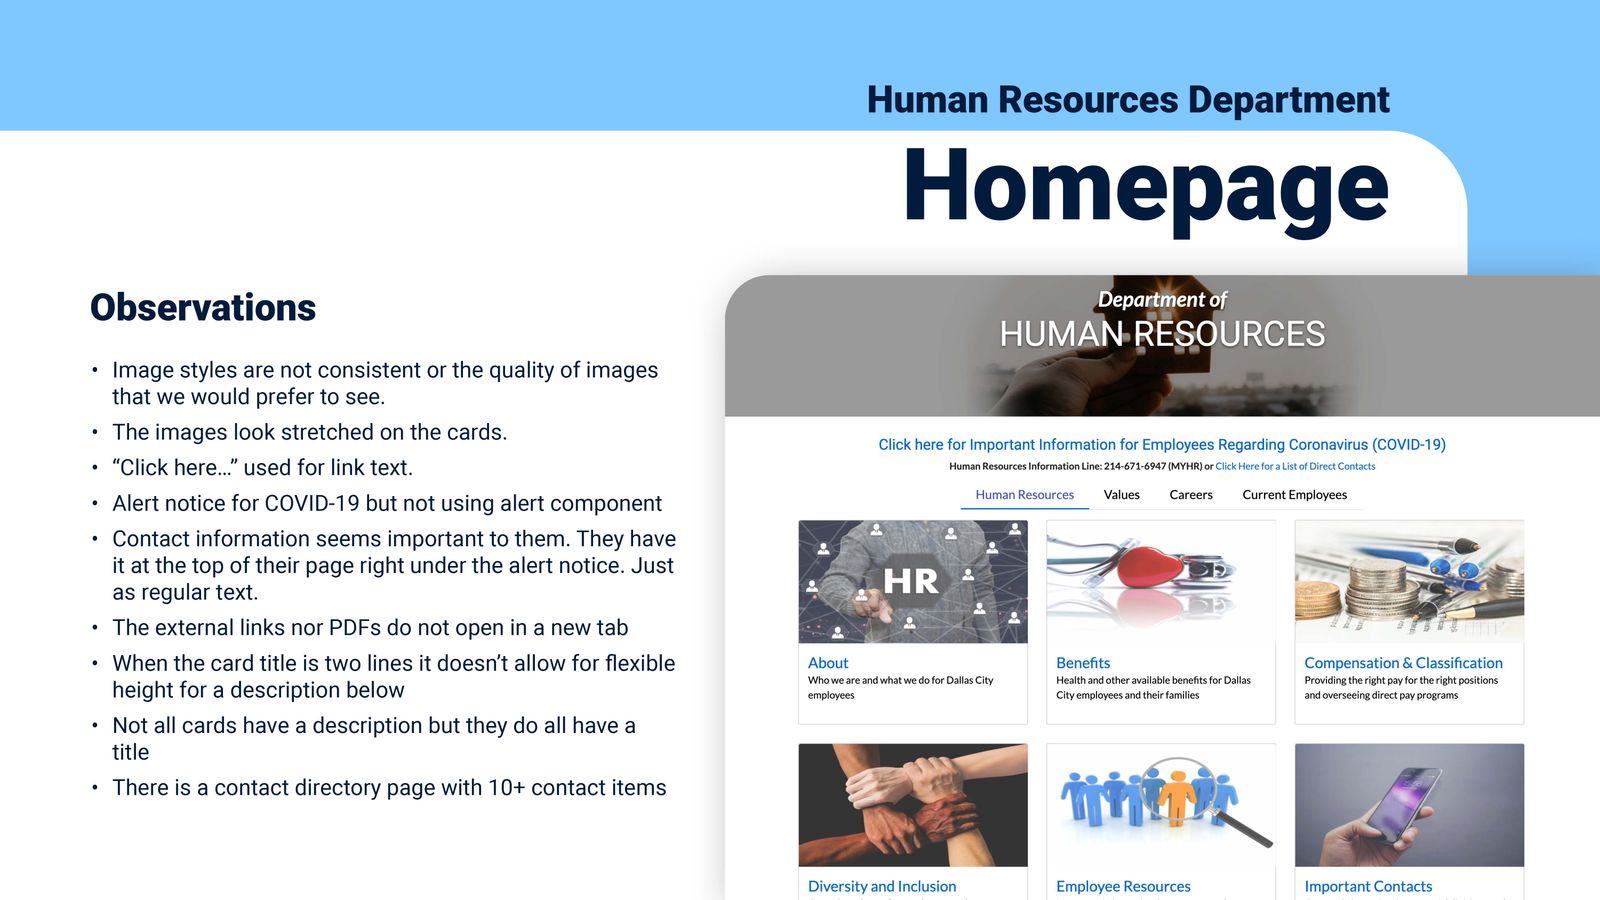 Human Resources Department
Homepage
Observations
• Image styles are not consistent or the quality of images
that we would prefer to see.
• The images look stretched on the cards.
• “Click here...” used for link text.
• Alert notice for COVID-19 but not using alert component
• Contact information seems important to them. They have
it at the top of their page right under the alert notice. Just
as regular text.
• The external links nor PDFs do not open in a new tab
• When the card title is two lines it doesn’t allow for flexible
height for a description below
• Not all cards have a description but they do all have a
title
• There is a contact directory page with 10+ contact items
Department of
HUMAN RESOURCES
Click here for Important Information for Employees Regarding Coronavirus (COVID-19)
Human Resources Information Line: 214-671-6947 (MYHR) or Click Here for a List of Direct Contacts
Human Resources Values Careers Current Employees
HR
About
Who we are and what we do for Dallas City
employees
Benefits
Health and other available benefits for Dallas
City employees and their families
Compensation & Classification
Providing the right pay for the right positions
and overseeing direct pay programs
Diversity and Inclusion
Employee Resources
Important Contacts